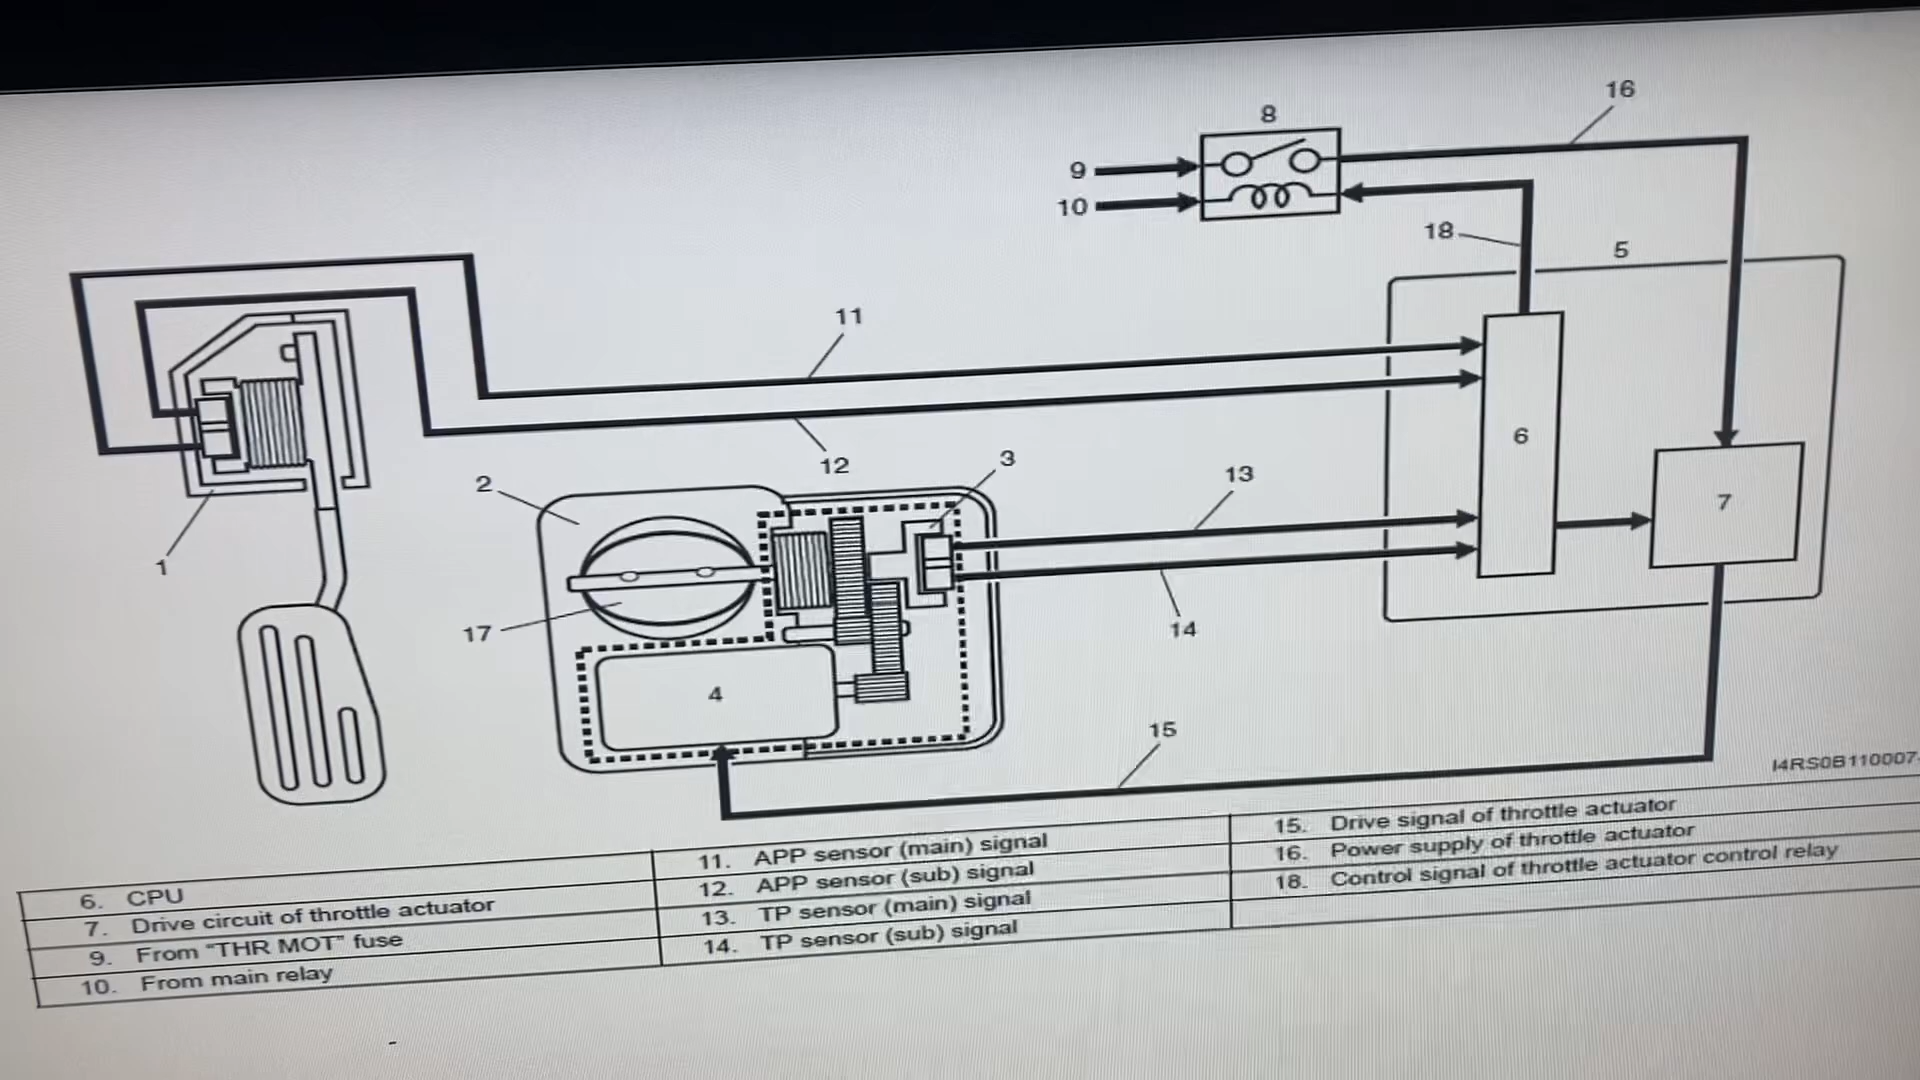 16
8
9
10
18
5
11
6
12
3
13
2
7
1
17
14
4
15
I4RS0B110007-
6. CPU
7. Drive circuit of throttle actuator
9. From "THR MOT" fuse
10. From main relay
11. APP sensor (main) signal
12. APP sensor (sub) signal
13. TP sensor (main) signal
14. TP sensor (sub) signal
15. Drive signal of throttle actuator
16. Power supply of throttle actuator
18. Control signal of throttle actuator control relay